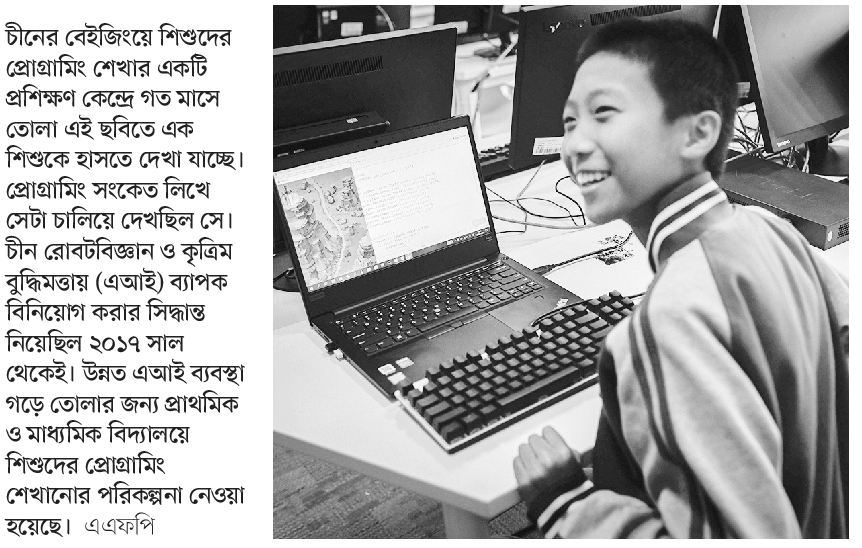 চীনের বেইজিংয়ে শিশুদের
প্রোগ্রামিং শেখার একটি
প্রশিক্ষণ কেন্দ্রে গত মাসে
তোলা এই ছবিতে এক
শিশুকে হাসতে দেখা যাচ্ছে।
প্রোগ্রামিং সংকেত লিখে
সেটা চালিয়ে দেখছিল সে।
চীন রোবটবিজ্ঞান ও কৃত্রিম
বুদ্ধিমত্তায় (এআই) ব্যাপক
বিনিয়োগ করার সিদ্ধান্ত
নিয়েছিল ২০১৭ সাল
থেকেই। উন্নত এআই ব্যবস্থা
গড়ে তোলার জন্য প্রাথমিক
ও মাধ্যমিক বিদ্যালয়ে
শিশুদের প্রোগ্রামিং
শেখানোর পরিকল্পনা নেওয়া
হয়েছে। এএফপি